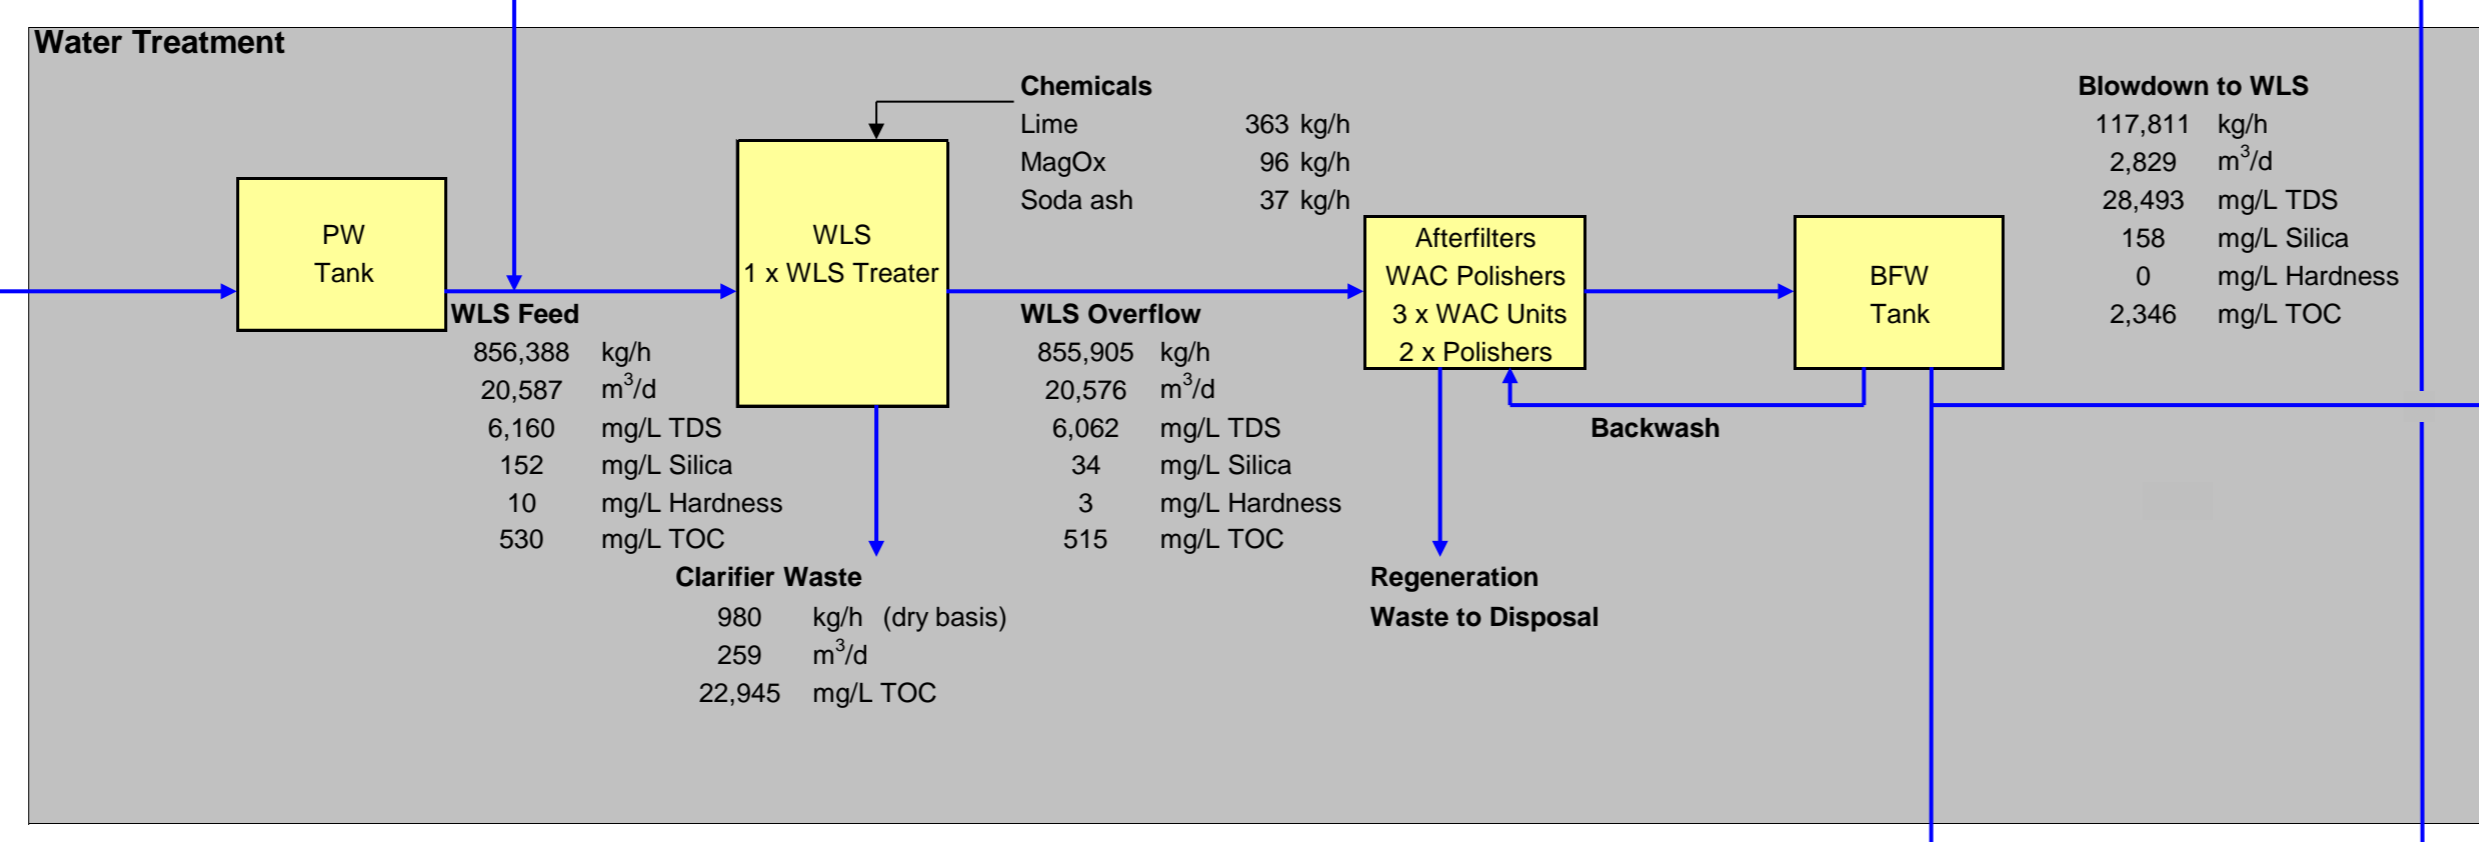 Water Treatment
Chemicals
Lime 363 kg/h
MagOx 96 kg/h
Soda ash 37 kg/h
Blowdown to WLS
117,811 kg/h
2,829 m³/d
28,493 mg/L TDS
158 mg/L Silica
0 mg/L Hardness
2,346 mg/L TOC
PW
Tank
WLS
1 x WLS Treater
Afterfilters
WAC Polishers
3 x WAC Units
2 x Polishers
BFW
Tank
WLS Feed
856,388 kg/h
20,587 m³/d
6,160 mg/L TDS
152 mg/L Silica
10 mg/L Hardness
530 mg/L TOC
WLS Overflow
855,905 kg/h
20,576 m³/d
6,062 mg/L TDS
34 mg/L Silica
3 mg/L Hardness
515 mg/L TOC
Backwash
Clarifier Waste
980 kg/h (dry basis)
259 m³/d
22,945 mg/L TOC
Regeneration
Waste to Disposal